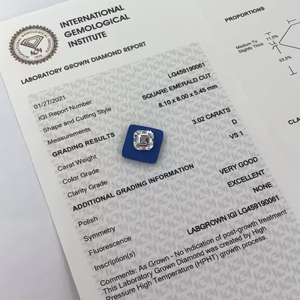 INTERNATIONAL
GEMOLOGICAL
INSTITUTE
PROPORTIONS
LABORATORY GROWN DIAMOND REPORT
Medium To
Slightly Thick
01/27/2021
IGI Report Number LG459190061
Shape and Cutting Style SQUARE EMERALD CUT
Measurements 8.10 x 8.00 x 5.45 mm
GRADING RESULTS
Carat Weight 3.02 CARATS
Color Grade D
Clarity Grade VS 1
ADDITIONAL GRADING INFORMATION
Polish VERY GOOD
Symmetry EXCELLENT
Fluorescence NONE
Inscription(s) LABGROWN IGI LG459190061
Comments: As Grown - No indication of post-growth treatment
This Laboratory Grown Diamond was created by High
Pressure High Temperature (HPHT) growth process.